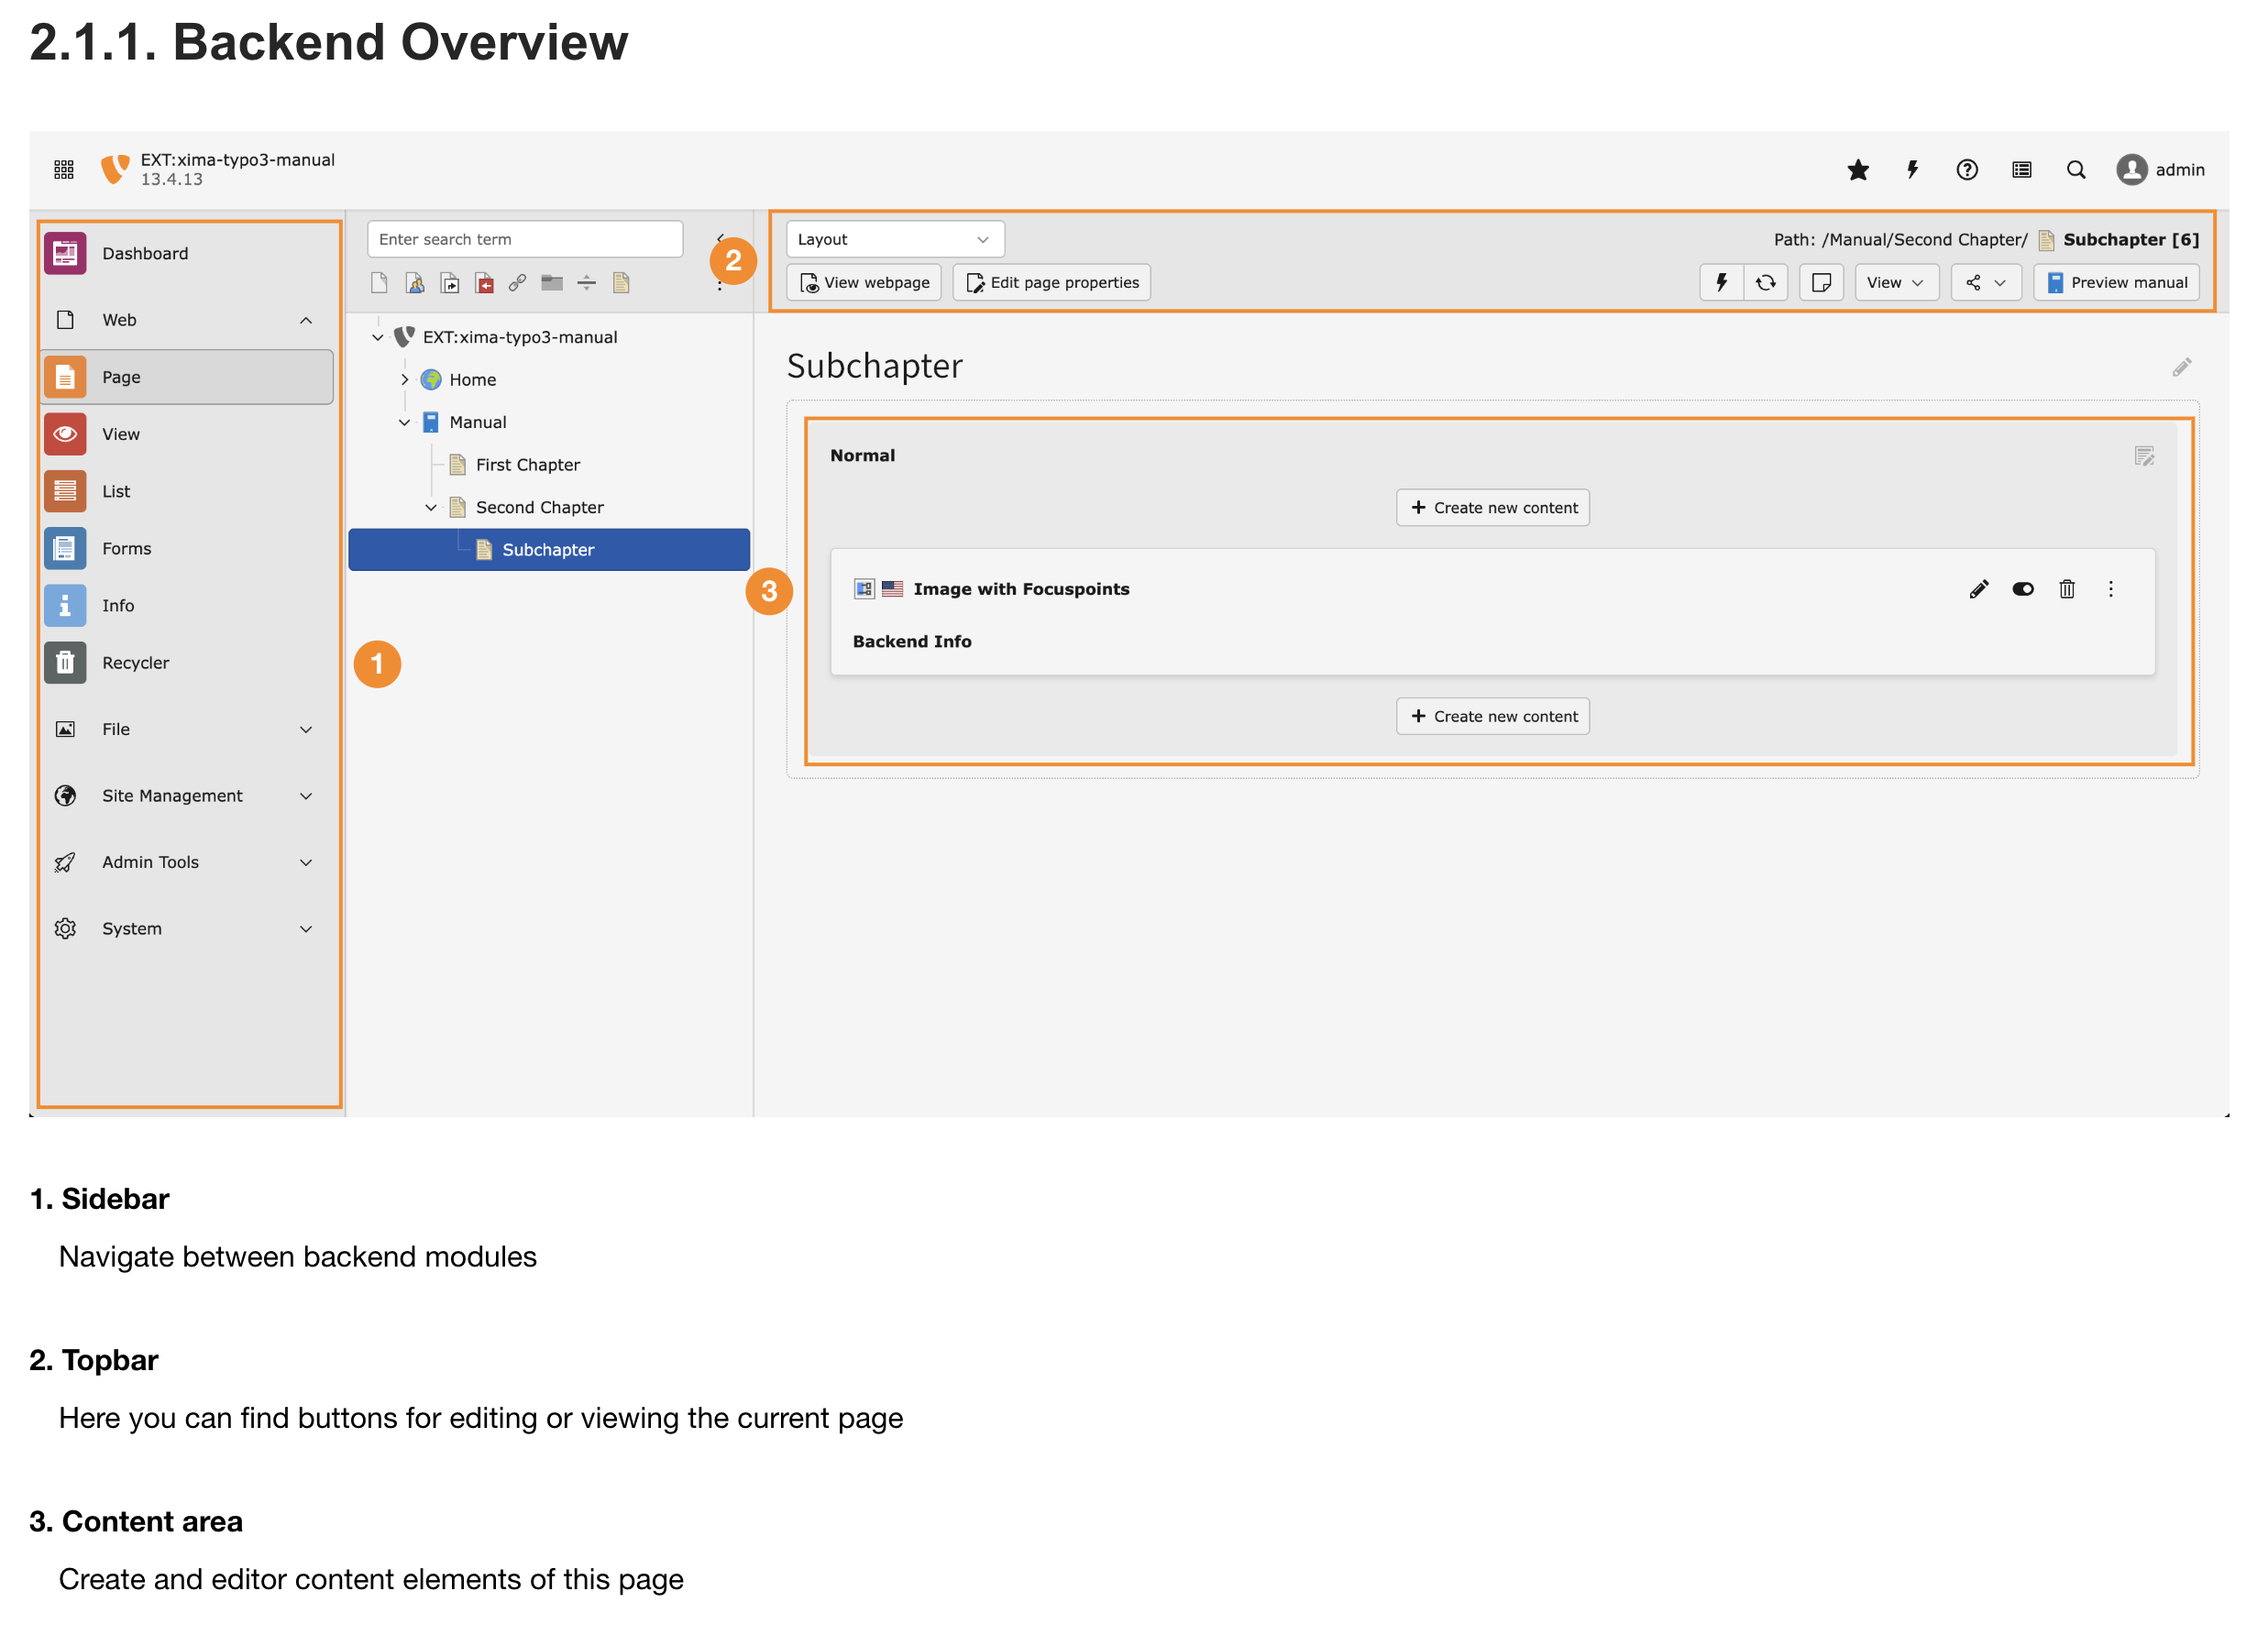 2.1.1. Backend Overview
EXT:xima-typo3-manual
13.4.13
admin
Dashboard
Web
Page
View
List
Forms
Info
Recycler
File
Site Management
Admin Tools
System
1
Enter search term
EXT:xima-typo3-manual
Home
Manual
First Chapter
Second Chapter
Subchapter
2
Layout
Path: /Manual/Second Chapter/ Subchapter [6]
View webpage
Edit page properties
View
Preview manual
Subchapter
3
Normal
+ Create new content
Image with Focuspoints
Backend Info
+ Create new content
1. Sidebar
Navigate between backend modules
2. Topbar
Here you can find buttons for editing or viewing the current page
3. Content area
Create and editor content elements of this page